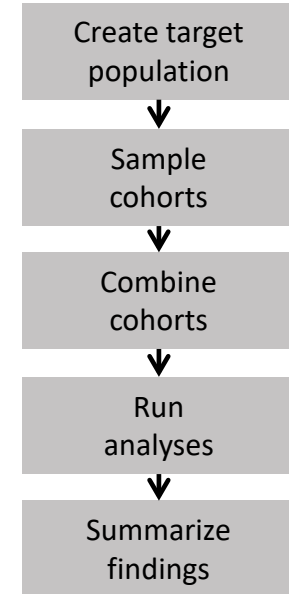 Create target
population
Sample
cohorts
Combine
cohorts
Run
analyses
Summarize
findings